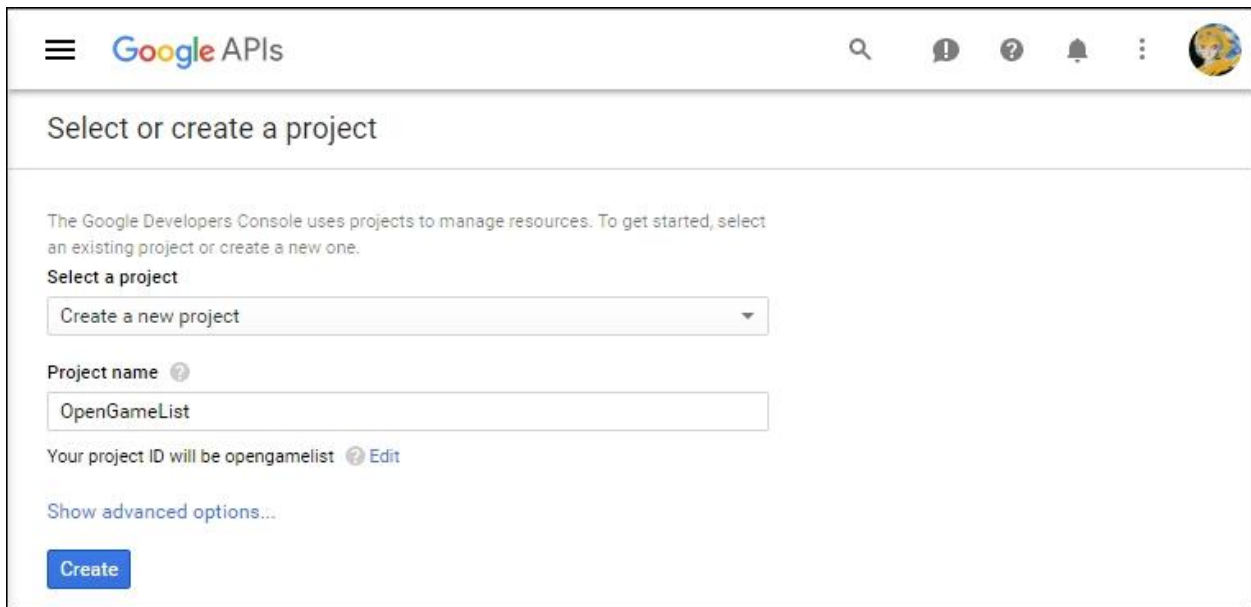 Google APIs
Select or create a project
The Google Developers Console uses projects to manage resources. To get started, select
an existing project or create a new one.
Select a project
Create a new project
Project name ?
OpenGameList
Your project ID will be opengamelist ? Edit
Show advanced options...
Create